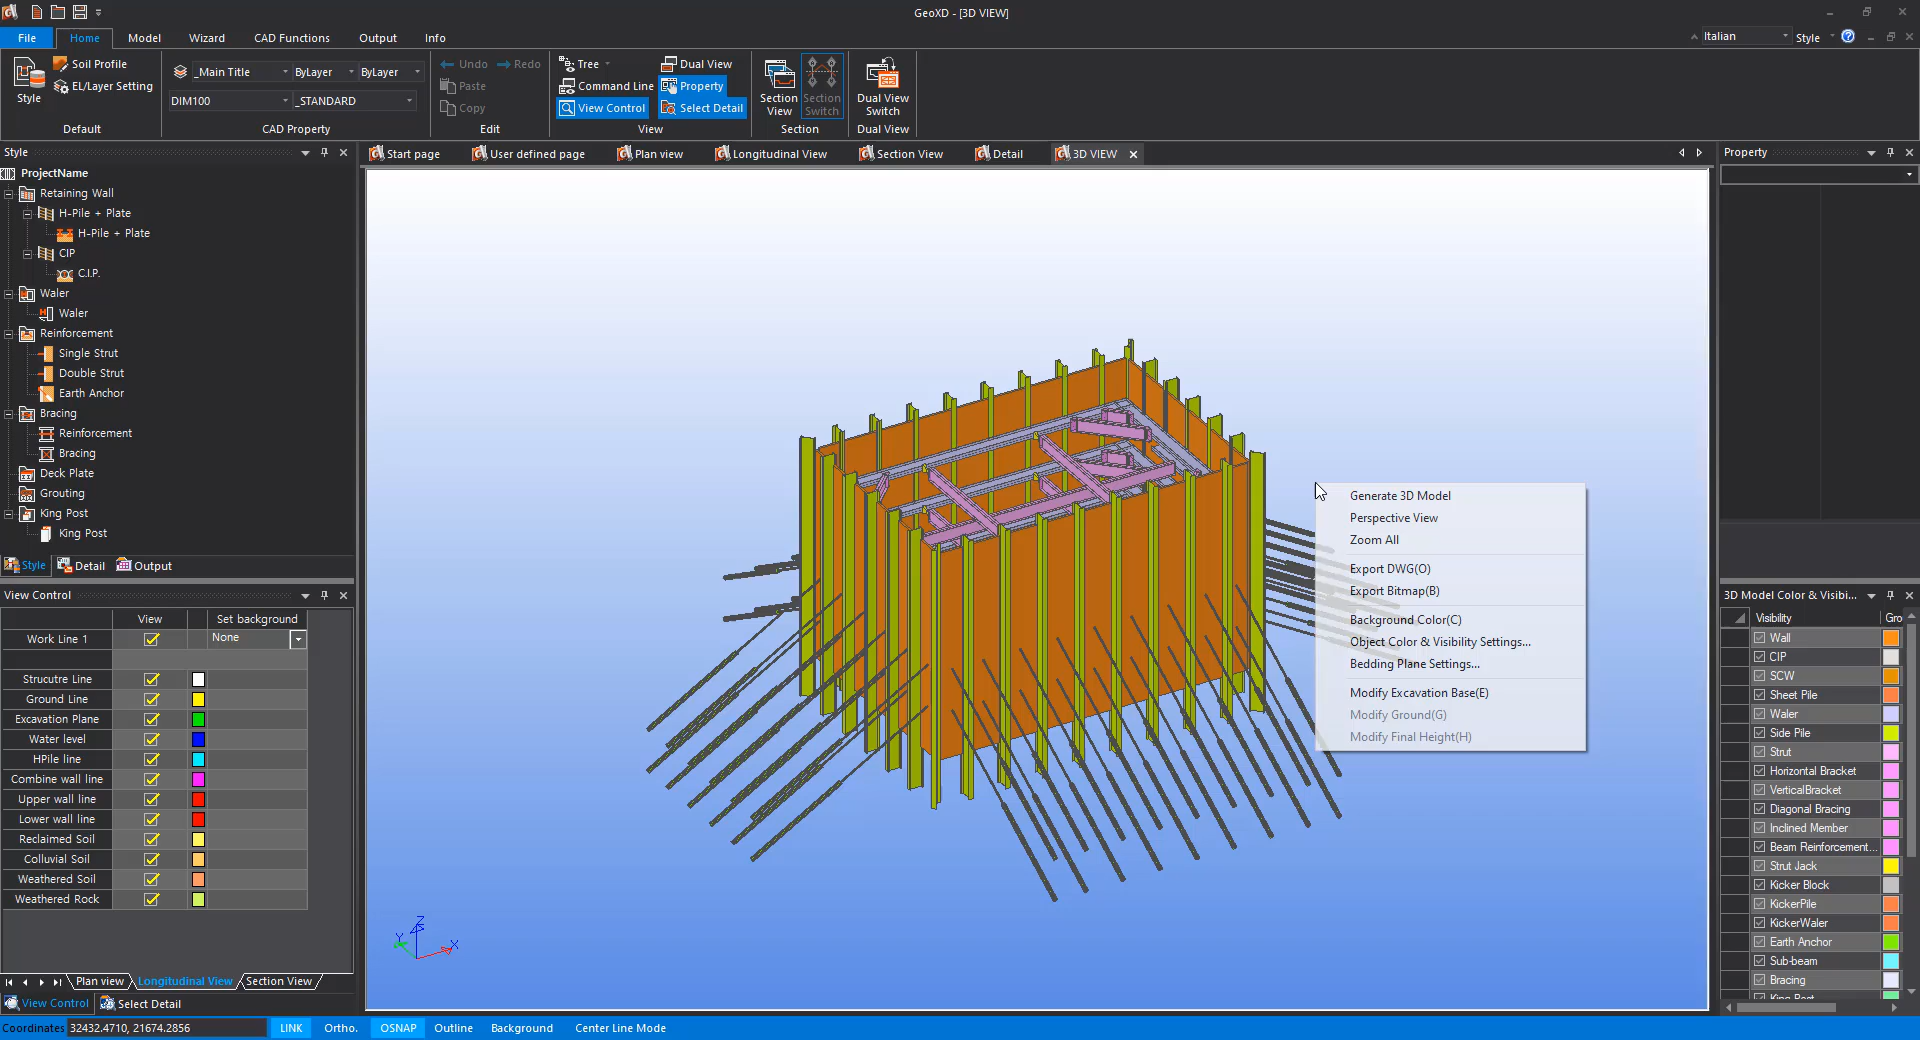 GeoXD - [3D VIEW]
File
Home
Model
Wizard
CAD Functions
Output
Info
Italian
Style
Style
Soil Profile
EL/Layer Setting
Default
_Main Title
ByLayer
ByLayer
DIM100
_STANDARD
CAD Property
Undo
Redo
Paste
Copy
Edit
Tree
Command Line
View Control
Dual View
Property
Select Detail
View
Section View
Section Switch
Section
Dual View Switch
Dual View
Style
ProjectName
Retaining Wall
H-Pile + Plate
H-Pile + Plate
CIP
C.I.P.
Waler
Waler
Reinforcement
Single Strut
Double Strut
Earth Anchor
Bracing
Reinforcement
Bracing
Deck Plate
Grouting
King Post
King Post
Style
Detail
Output
View Control
View
Set background
Work Line 1
None
Strucutre Line
Ground Line
Excavation Plane
Water level
HPile line
Combine wall line
Upper wall line
Lower wall line
Reclaimed Soil
Colluvial Soil
Weathered Soil
Weathered Rock
Plan view
Longitudinal View
Section View
View Control
Select Detail
Start page
User defined page
Plan view
Longitudinal View
Section View
Detail
3D VIEW
Z
Y
X
Generate 3D Model
Perspective View
Zoom All
Export DWG(O)
Export Bitmap(B)
Background Color(C)
Object Color & Visibility Settings...
Bedding Plane Settings...
Modify Excavation Base(E)
Modify Ground(G)
Modify Final Height(H)
Property
3D Model Color & Visibi...
Visibility
Gro
Wall
CIP
SCW
Sheet Pile
Waler
Side Pile
Strut
Horizontal Bracket
VerticalBracket
Diagonal Bracing
Inclined Member
Beam Reinforcement...
Strut Jack
Kicker Block
KickerPile
KickerWaler
Earth Anchor
Sub-beam
Bracing
King Post
Coordinates
32432.4710, 21674.2856
LINK
Ortho.
OSNAP
Outline
Background
Center Line Mode